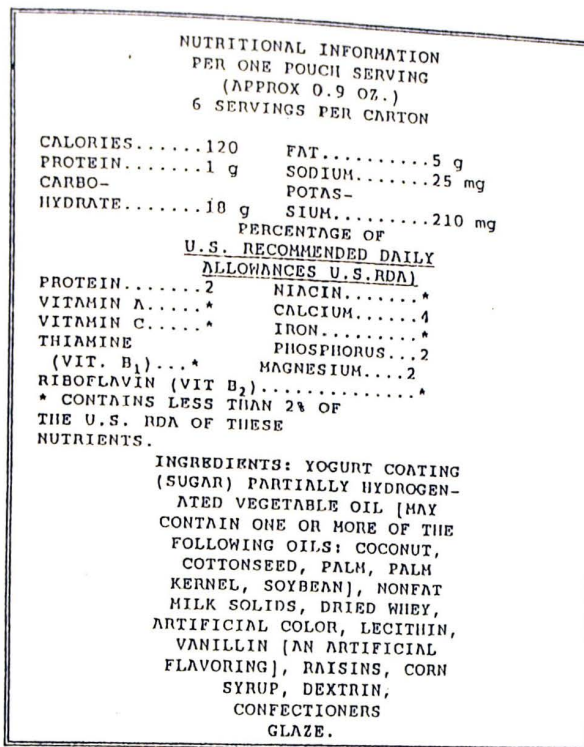 NUTRITIONAL INFORMATION
PER ONE POUCH SERVING
(APPROX 0.9 OZ.)
6 SERVINGS PER CARTON
CALORIES......120 FAT..........5 g
PROTEIN.......1 g SODIUM.......25 mg
CARBO- POTAS-
HYDRATE.......18 g SIUM.........210 mg
PERCENTAGE OF
U.S. RECOMMENDED DAILY
ALLOWANCES U.S.RDA)
PROTEIN.......2 NIACIN.......*
VITAMIN A.....* CALCIUM......4
VITAMIN C.....* IRON.........*
THIAMINE PHOSPHORUS...2
(VIT. B1)...* MAGNESIUM....2
RIBOFLAVIN (VIT B2)...............*
* CONTAINS LESS THAN 2% OF
THE U.S. RDA OF THESE
NUTRIENTS.
INGREDIENTS: YOGURT COATING
(SUGAR) PARTIALLY HYDROGEN-
ATED VEGETABLE OIL [MAY
CONTAIN ONE OR MORE OF THE
FOLLOWING OILS: COCONUT,
COTTONSEED, PALM, PALM
KERNEL, SOYBEAN], NONFAT
MILK SOLIDS, DRIED WHEY,
ARTIFICIAL COLOR, LECITHIN,
VANILLIN [AN ARTIFICIAL
FLAVORING], RAISINS, CORN
SYRUP, DEXTRIN,
CONFECTIONERS
GLAZE.